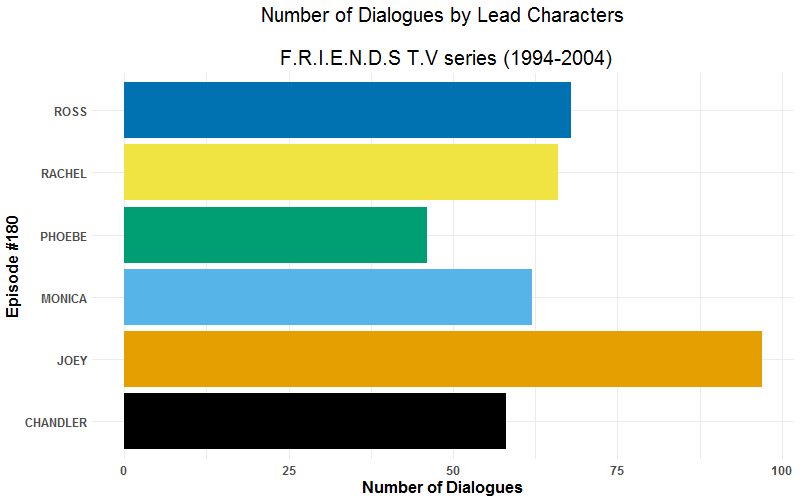 Number of Dialogues by Lead Characters
F.R.I.E.N.D.S T.V series (1994-2004)
Episode #180
ROSS
RACHEL
PHOEBE
MONICA
JOEY
CHANDLER
0 25 50 75 100
Number of Dialogues